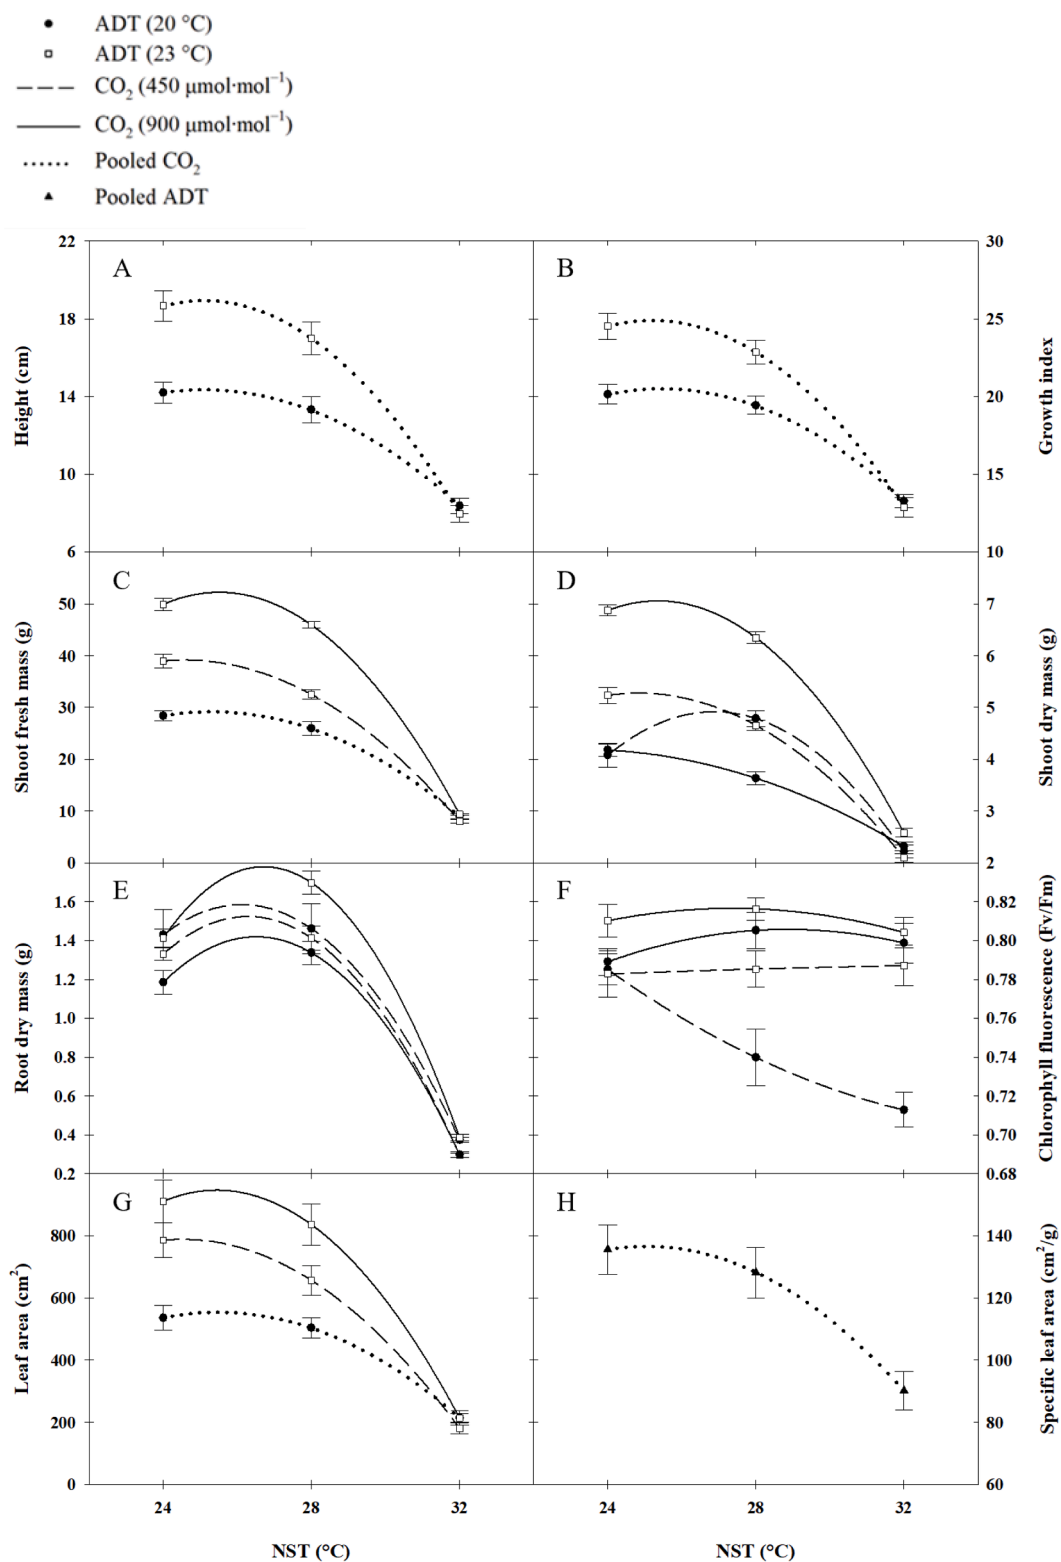 ADT (20 °C)
ADT (23 °C)
CO₂ (450 μmol·mol⁻¹)
CO₂ (900 μmol·mol⁻¹)
Pooled CO₂
Pooled ADT
A
B
22
18
14
10
6
Height (cm)
30
25
20
15
10
Growth index
C
D
50
40
30
20
10
0
Shoot fresh mass (g)
7
6
5
4
3
2
Shoot dry mass (g)
E
F
1.6
1.4
1.2
1.0
0.8
0.6
0.4
0.2
Root dry mass (g)
0.82
0.80
0.78
0.76
0.74
0.72
0.70
0.68
Chlorophyll fluorescence (Fv/Fm)
G
H
800
600
400
200
0
Leaf area (cm²)
140
120
100
80
60
Specific leaf area (cm²/g)
24 28 32 24 28 32
NST (°C) NST (°C)